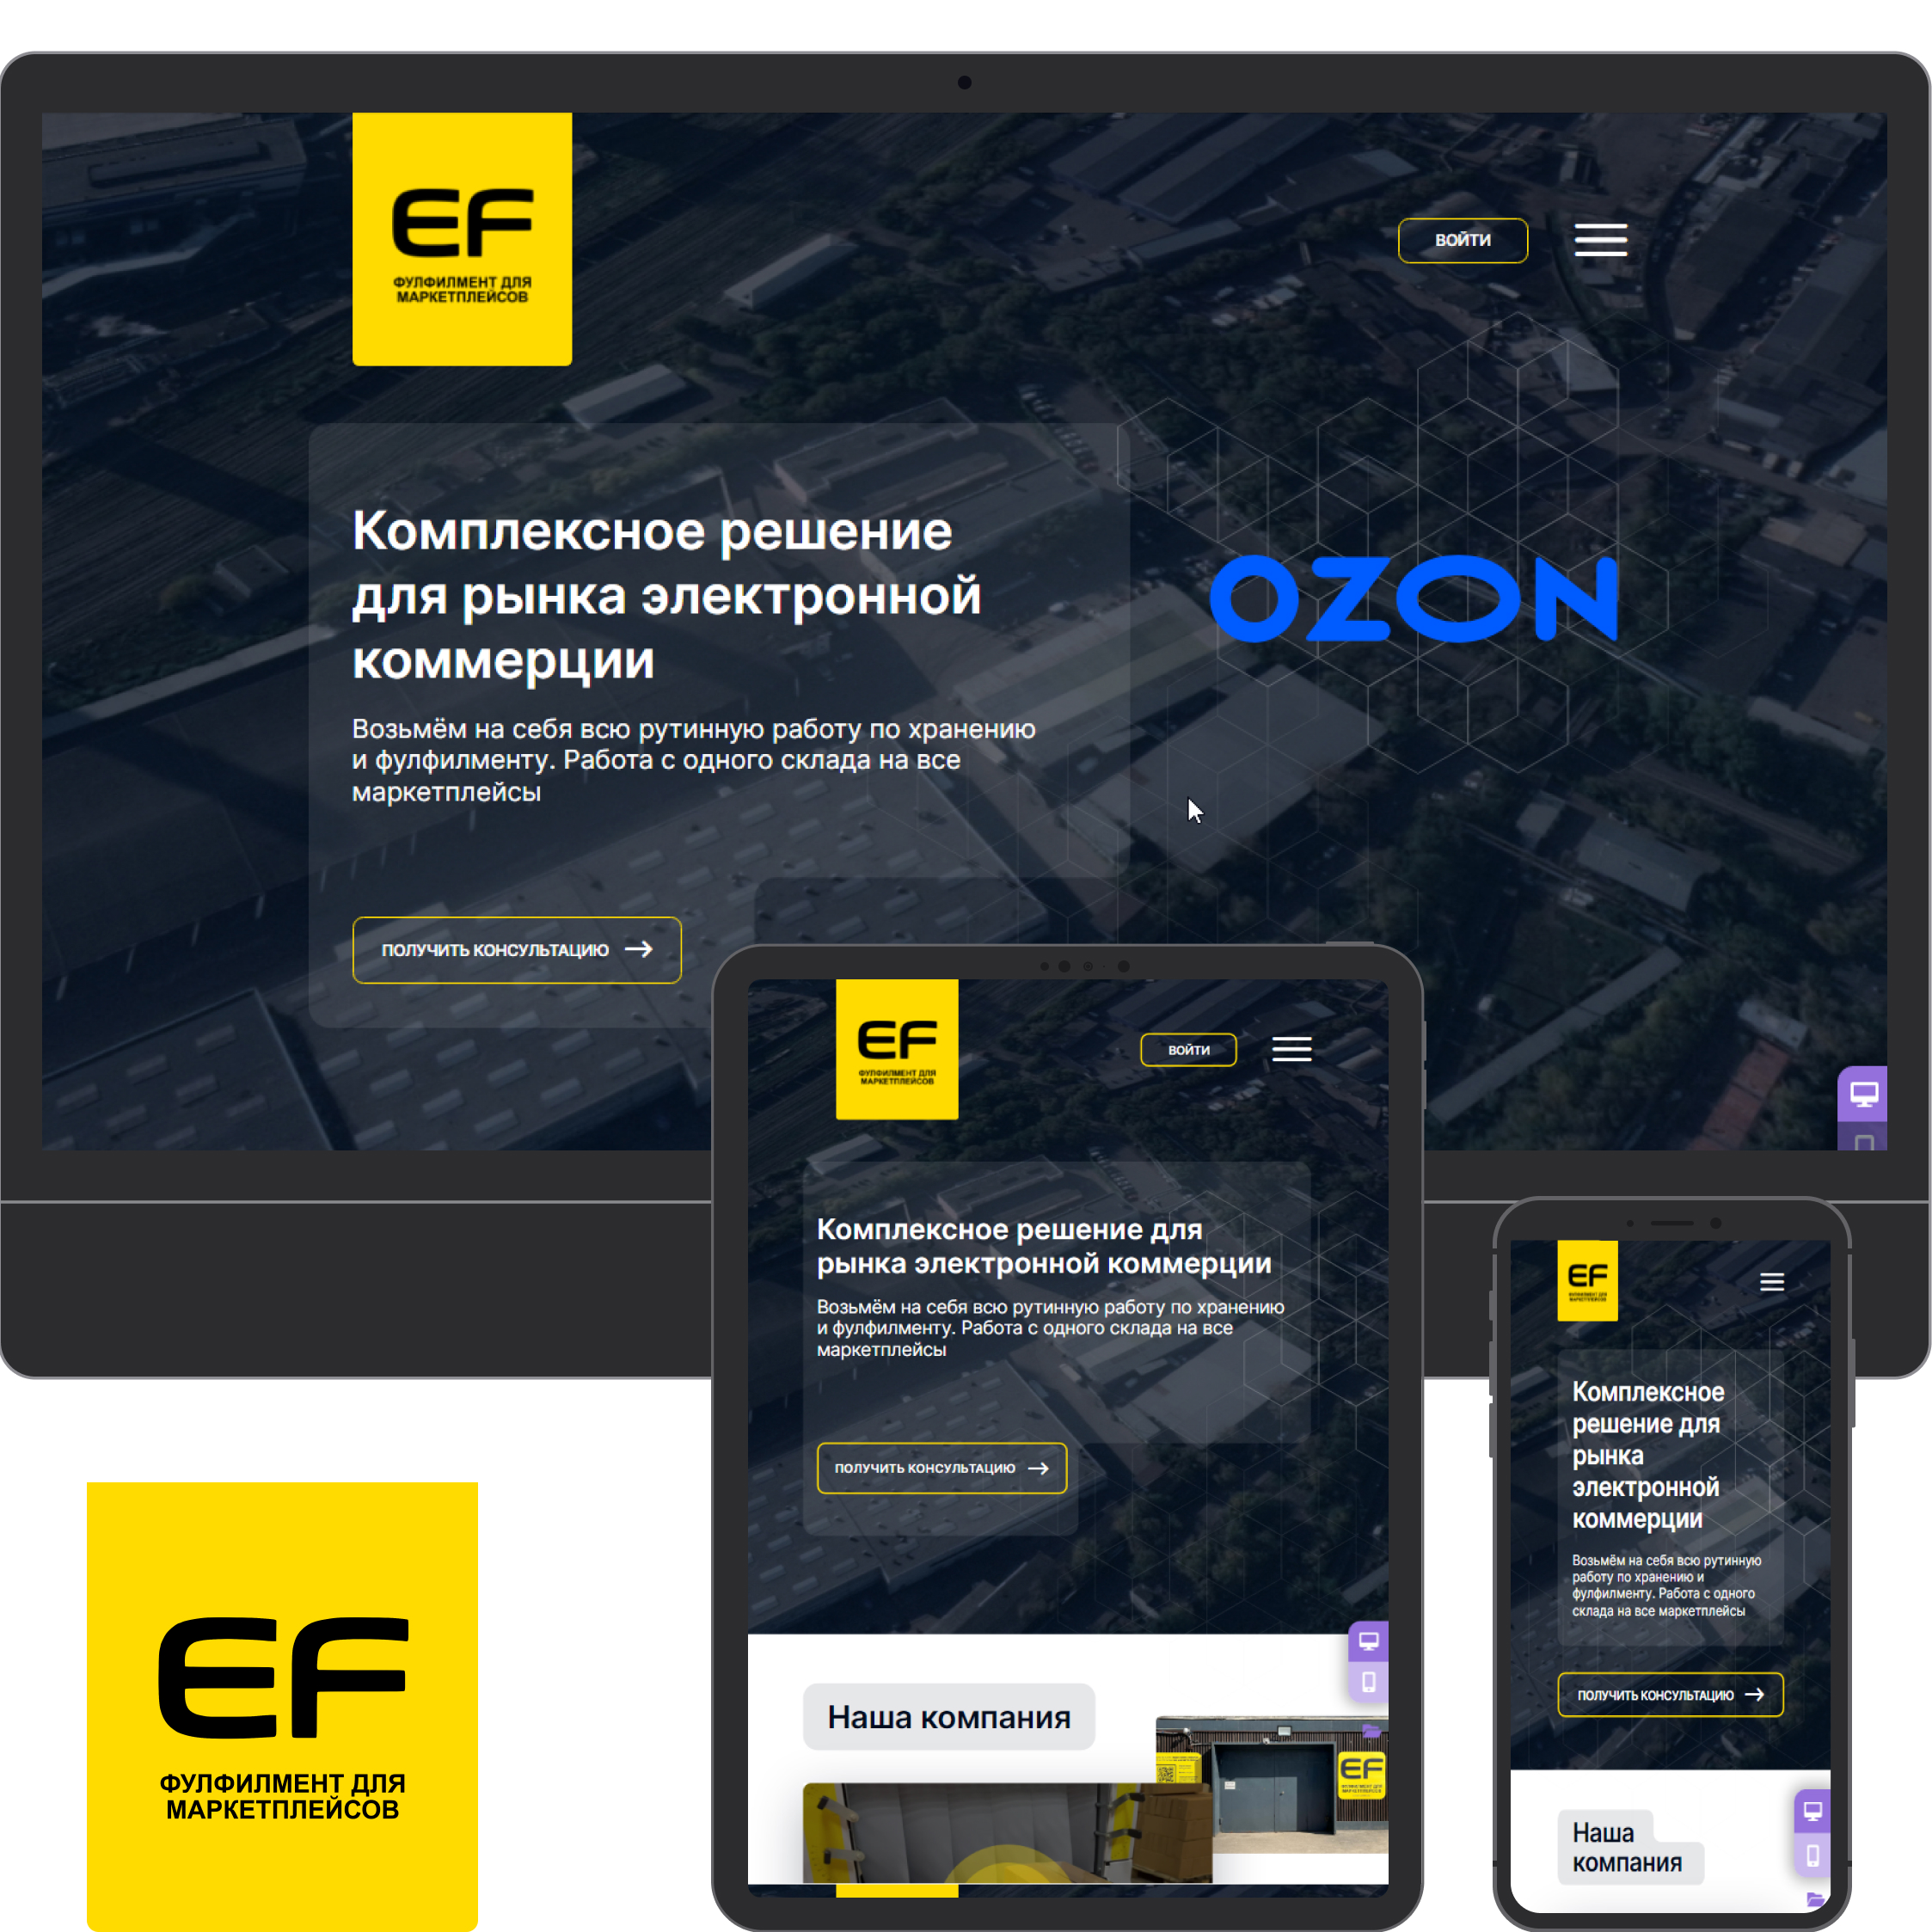 EF
ФУЛФИЛМЕНТ ДЛЯ
МАРКЕТПЛЕЙСОВ
ВОЙТИ
Комплексное решение
для рынка электронной
коммерции
OZON
Возьмём на себя всю рутинную работу по хранению
и фулфилменту. Работа с одного склада на все
маркетплейсы
ПОЛУЧИТЬ КОНСУЛЬТАЦИЮ
EF
ФУЛФИЛМЕНТ ДЛЯ
МАРКЕТПЛЕЙСОВ
ВОЙТИ
Комплексное решение для
рынка электронной коммерции
Возьмём на себя всю рутинную работу по хранению
и фулфилменту. Работа с одного склада на все
маркетплейсы
ПОЛУЧИТЬ КОНСУЛЬТАЦИЮ
Наша компания
EF
EF
ФУЛФИЛМЕНТ ДЛЯ
МАРКЕТПЛЕЙСОВ
Комплексное
решение для
рынка
электронной
коммерции
Возьмём на себя всю рутинную
работу по хранению и
фулфилменту. Работа с одного
склада на все маркетплейсы
ПОЛУЧИТЬ КОНСУЛЬТАЦИЮ
Наша
компания
EF
ФУЛФИЛМЕНТ ДЛЯ
МАРКЕТПЛЕЙСОВ